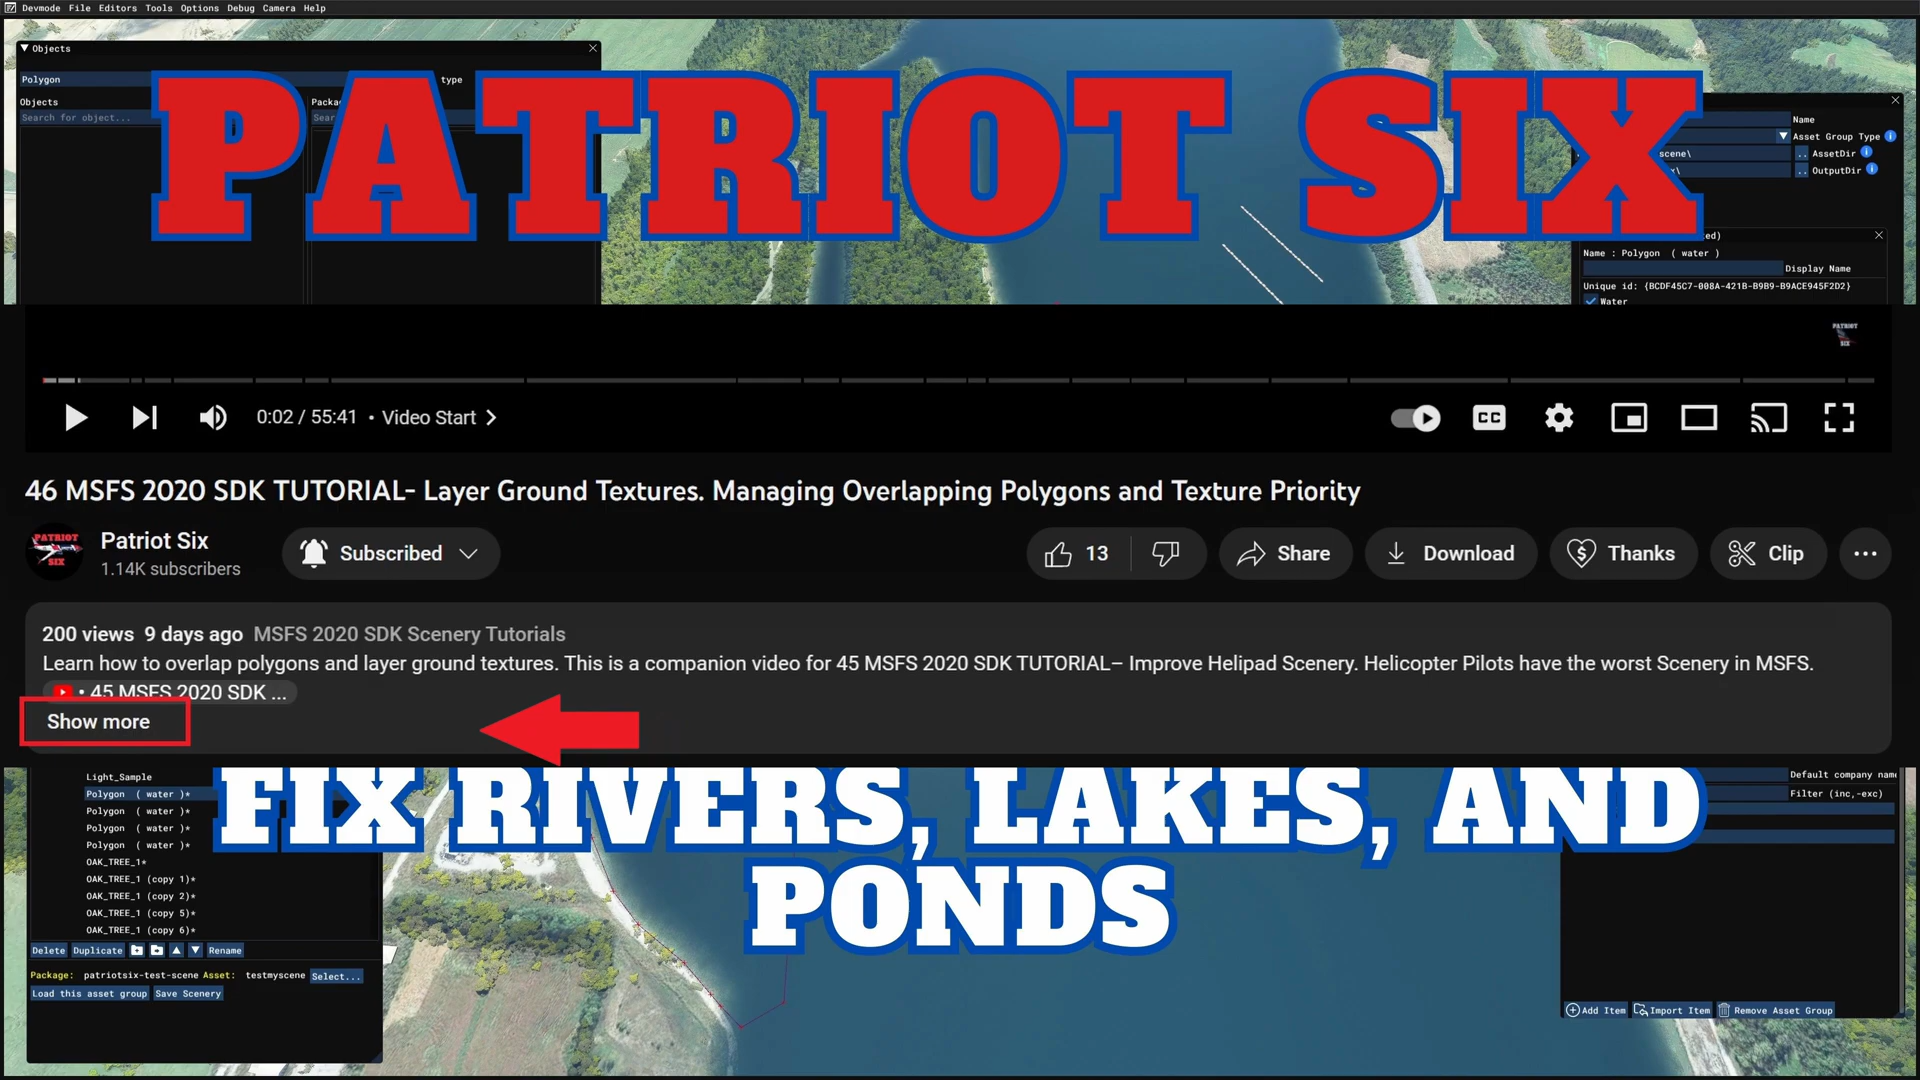 Devmode File Editors Tools Options Debug Camera Help
Objects
Polygon type
Objects
Search for object...
PATRIOT SIX
Name
Asset Group Type
scene\ .. AssetDir
.. OutputDir
Name : Polygon ( water )
Display Name
Unique id: {BCDF45C7-008A-421B-B9B9-B9ACE945F2D2}
Water
PATRIOT
SIX
0:02 / 55:41 • Video Start
CC
46 MSFS 2020 SDK TUTORIAL- Layer Ground Textures. Managing Overlapping Polygons and Texture Priority
PATRIOT
SIX
Patriot Six
1.14K subscribers
Subscribed
13
Share
Download
Thanks
Clip
200 views 9 days ago MSFS 2020 SDK Scenery Tutorials
Learn how to overlap polygons and layer ground textures. This is a companion video for 45 MSFS 2020 SDK TUTORIAL– Improve Helipad Scenery. Helicopter Pilots have the worst Scenery in MSFS.
• 45 MSFS 2020 SDK ...
Show more
Light_Sample
Polygon ( water )*
Polygon ( water )*
Polygon ( water )*
Polygon ( water )*
OAK_TREE_1*
OAK_TREE_1 (copy 1)*
OAK_TREE_1 (copy 2)*
OAK_TREE_1 (copy 5)*
OAK_TREE_1 (copy 6)*
Delete Duplicate Rename
Package: patriotsix-test-scene Asset: testmyscene Select...
Load this asset group Save Scenery
FIX RIVERS, LAKES, AND
PONDS
Default company name
Filter (inc,-exc)
Add Item Import Item Remove Asset Group